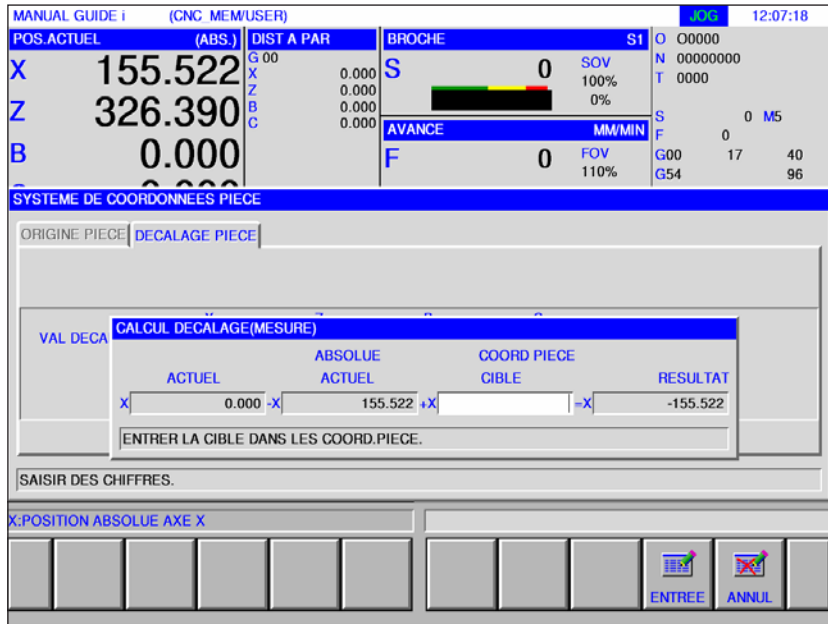 MANUAL GUIDE i (CNC_MEM/USER) JOG 12:07:18
POS.ACTUEL (ABS.) DIST A PAR BROCHE S1 O O0000
X 155.522 G 00 S 0 SOV N 00000000
X 0.000 100% T 0000
Z 326.390 Z 0.000 0%
B 0.000 S 0 M5
C 0.000 AVANCE MM/MIN F 0
B 0.000 F 0 FOV G00 17 40
110% G54 96
SYSTEME DE COORDONNEES PIECE
ORIGINE PIECE DECALAGE PIECE
VAL DECA
CALCUL DECALAGE(MESURE)
ABSOLUE COORD PIECE
ACTUEL ACTUEL CIBLE RESULTAT
X 0.000 -X 155.522 +X =X -155.522
ENTRER LA CIBLE DANS LES COORD.PIECE.
SAISIR DES CHIFFRES.
X:POSITION ABSOLUE AXE X
ENTREE ANNUL